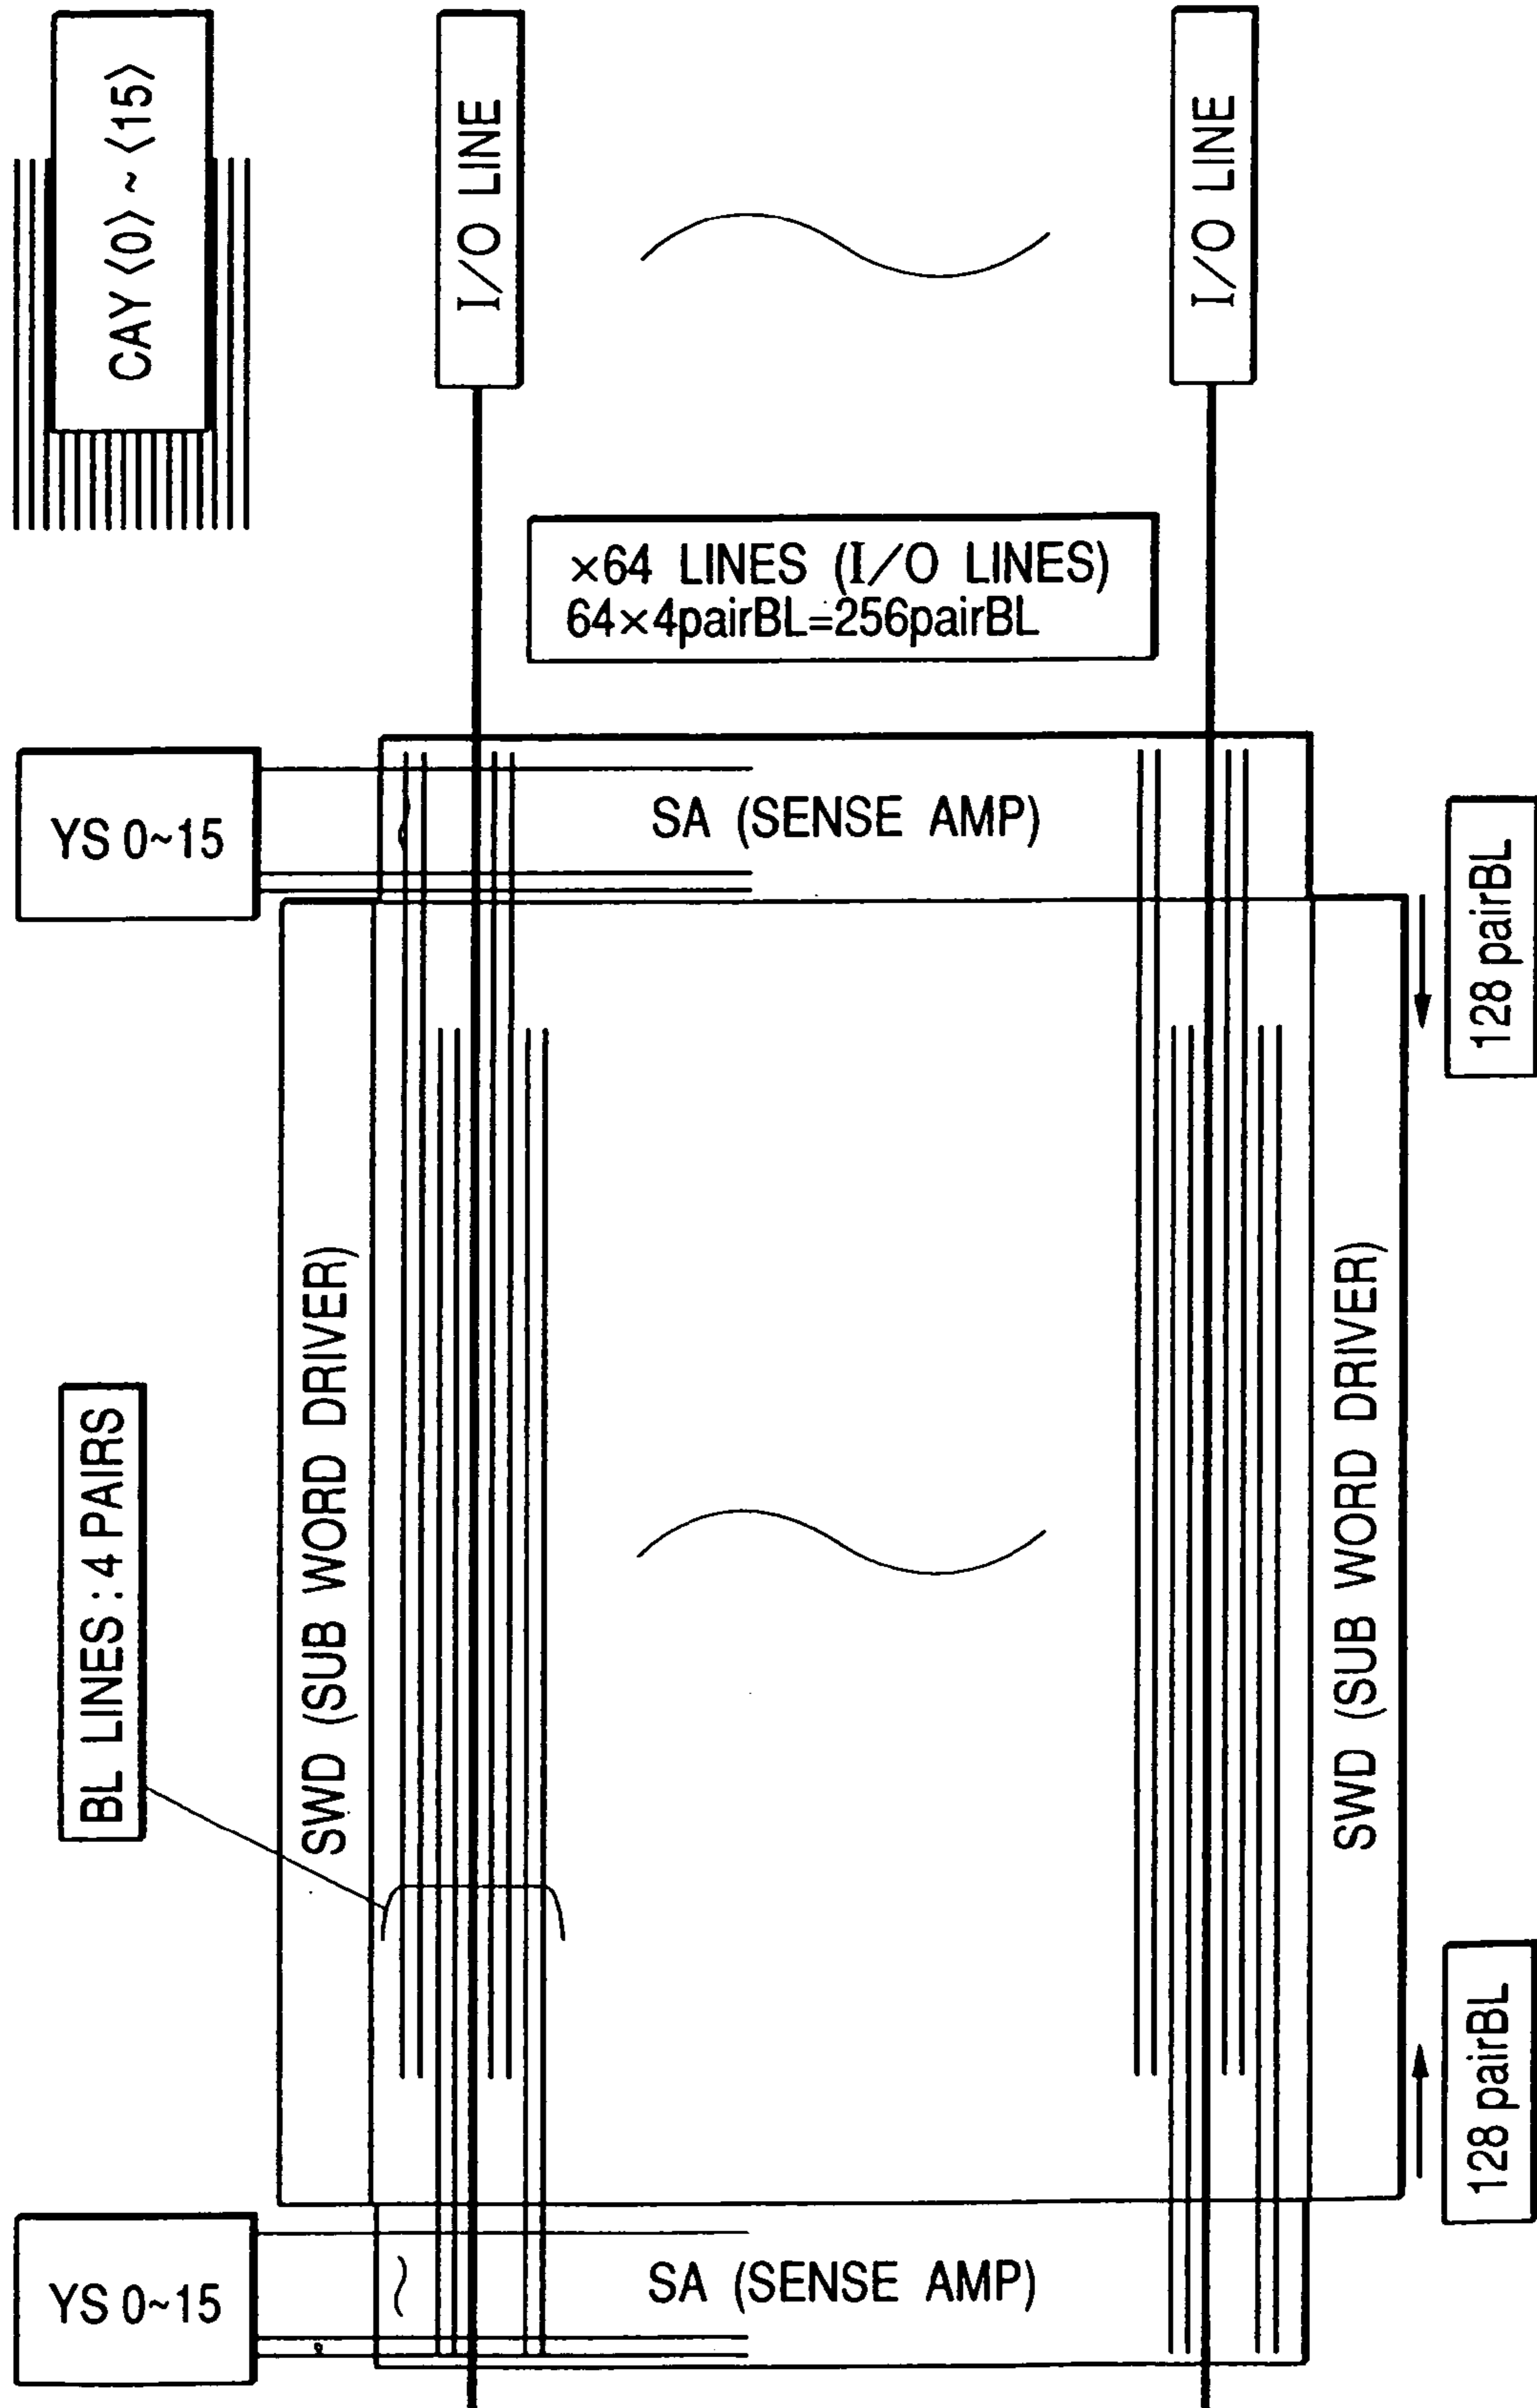 CAY ⟨0⟩ ~ ⟨15⟩
I/O LINE
I/O LINE
×64 LINES (I/O LINES)
64×4pairBL=256pairBL
YS 0~15
SA (SENSE AMP)
128 pairBL
SWD (SUB WORD DRIVER)
SWD (SUB WORD DRIVER)
BL LINES : 4 PAIRS
128 pairBL
YS 0~15
SA (SENSE AMP)